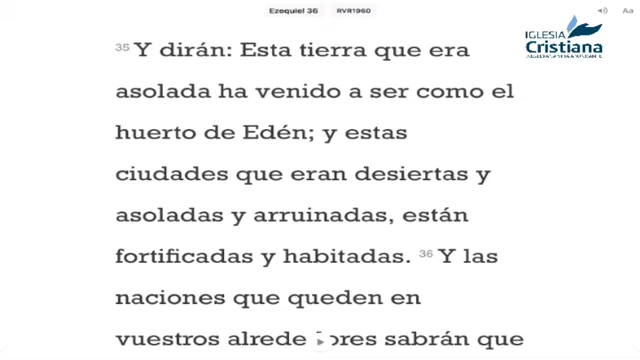 Ezequiel 36 RVR1960
Aa
IGLESIA
Cristiana
35 Y dirán: Esta tierra que era
asolada ha venido a ser como el
huerto de Edén; y estas
ciudades que eran desiertas y
asoladas y arruinadas, están
fortificadas y habitadas. 36 Y las
naciones que queden en
vuestros sabrán que